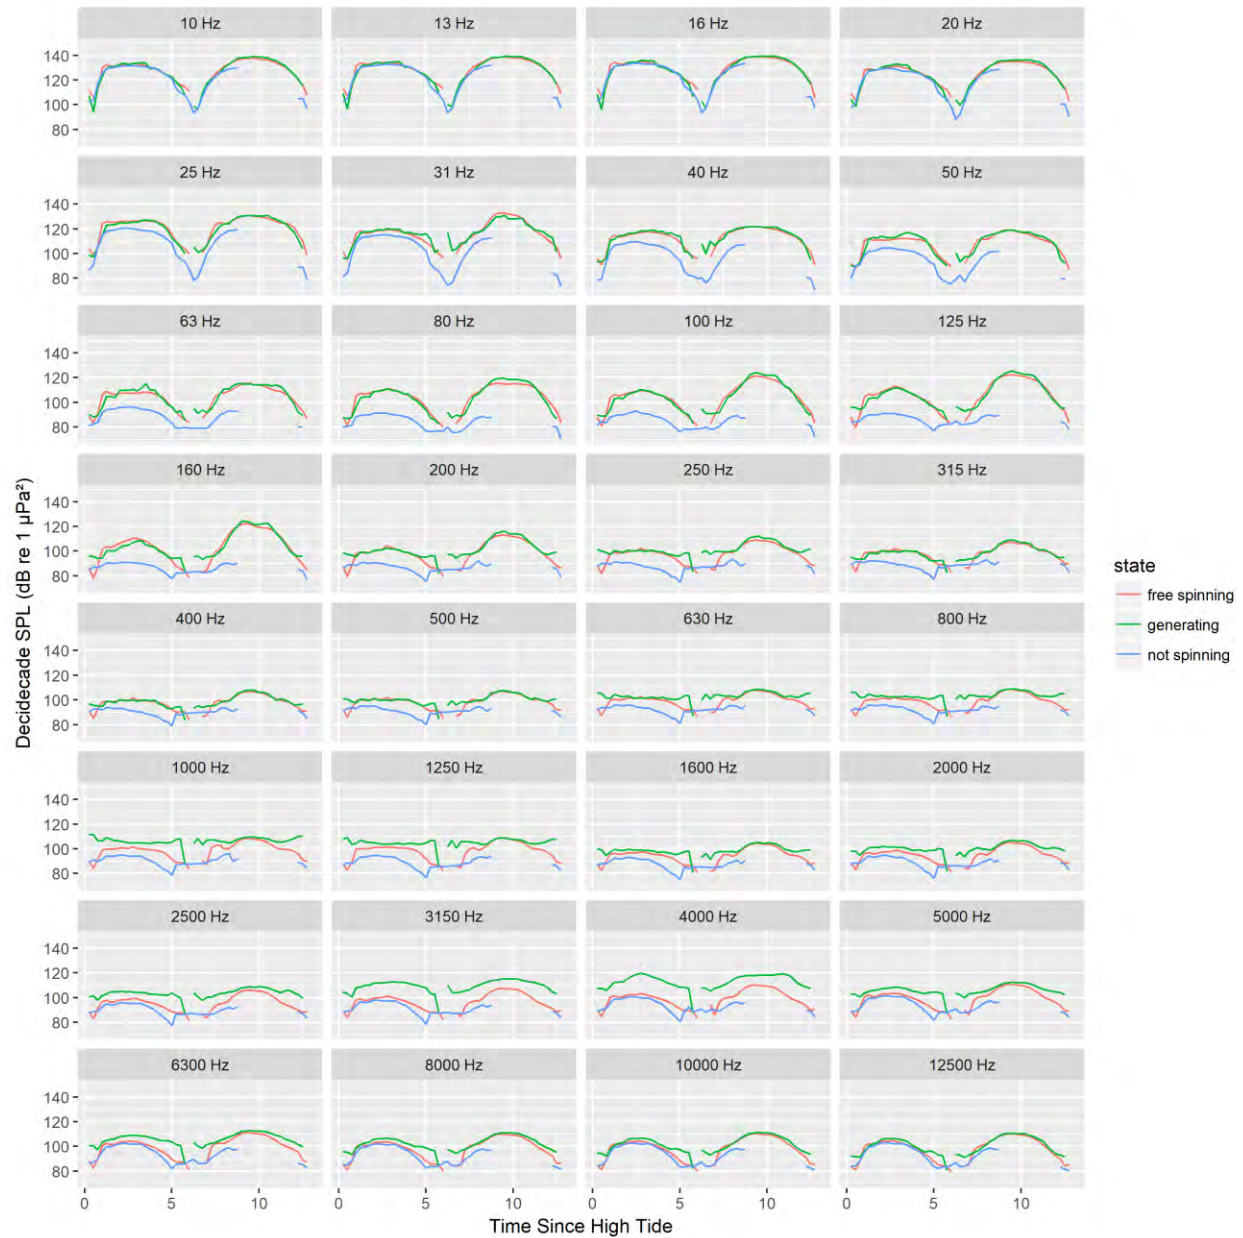 10 Hz 13 Hz 16 Hz 20 Hz
140
120
100
80
25 Hz 31 Hz 40 Hz 50 Hz
140
120
100
80
63 Hz 80 Hz 100 Hz 125 Hz
140
120
100
80
160 Hz 200 Hz 250 Hz 315 Hz
140
120
100
80
400 Hz 500 Hz 630 Hz 800 Hz
140
120
100
80
1000 Hz 1250 Hz 1600 Hz 2000 Hz
140
120
100
80
2500 Hz 3150 Hz 4000 Hz 5000 Hz
140
120
100
80
6300 Hz 8000 Hz 10000 Hz 12500 Hz
140
120
100
80
0 5 10 0 5 10 0 5 10 0 5 10
Time Since High Tide
Decidecade SPL (dB re 1 μPa²)
state
free spinning
generating
not spinning